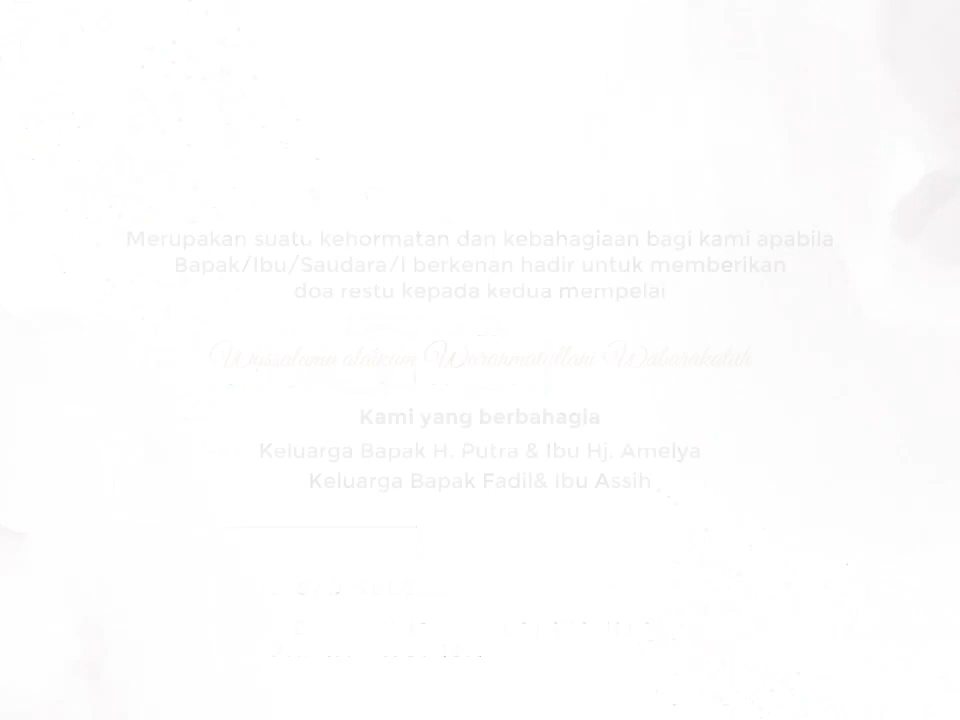 Merupakan suatu kehormatan dan kebahagiaan bagi kami apabila
Bapak/Ibu/Saudara/I berkenan hadir untuk memberikan
doa restu kepada kedua mempelai
Wassalamu alaikum Warohmatullahi Wabarakatuh
Kami yang berbahagia
Keluarga Bapak H. Putra & Ibu Hj. Amelya
Keluarga Bapak Fadil& Ibu Assih